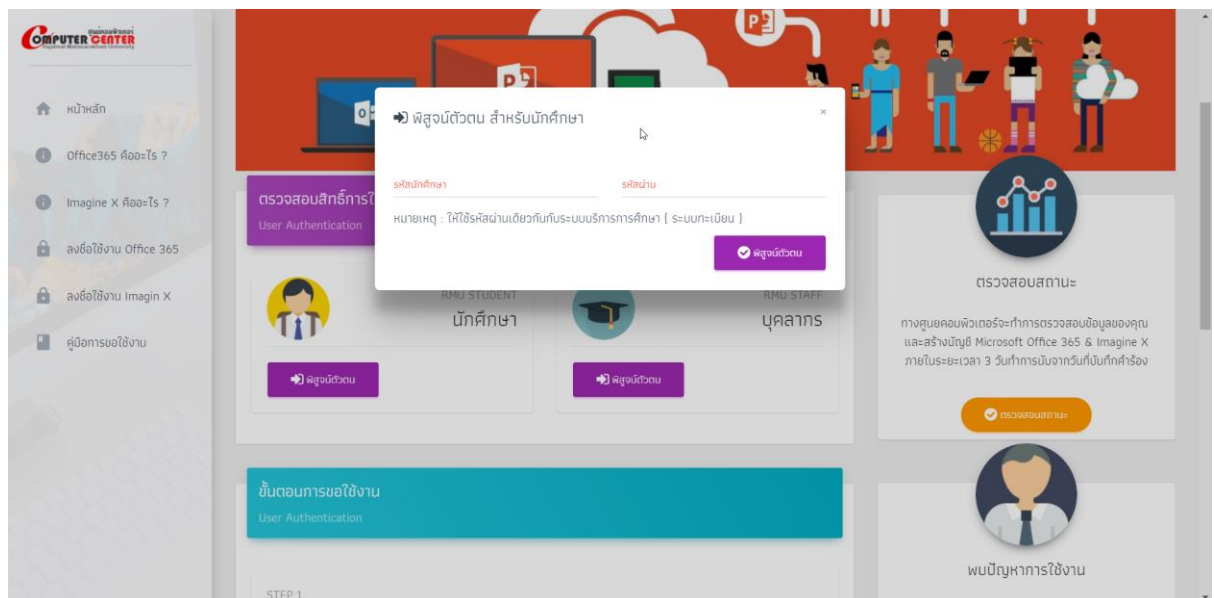 ศูนย์คอมพิวเตอร์
COMPUTER CENTER
Rajabhat Mahasarakham University
หน้าหลัก
Office365 คืออะไร ?
Imagine X คืออะไร ?
ลงชื่อใช้งาน Office 365
ลงชื่อใช้งาน Imagin X
คู่มือการขอใช้งาน
พิสูจน์ตัวตน สำหรับนักศึกษา
×
รหัสนักศึกษา
รหัสผ่าน
หมายเหตุ : ให้ใช้รหัสผ่านเดียวกันกับระบบบริการการศึกษา [ ระบบทะเบียน ]
พิสูจน์ตัวตน
ตรวจสอบสิทธิ์การใ
User Authentication
RMU STUDENT
นักศึกษา
พิสูจน์ตัวตน
RMU STAFF
บุคลากร
พิสูจน์ตัวตน
ขั้นตอนการขอใช้งาน
User Authentication
STEP 1
ตรวจสอบสถานะ
ทางศูนยคอมพิวเตอร์จะทำการตรวจสอบข้อมูลของคุณ
และสร้างบัญชี Microsoft Office 365 & Imagine X
ภายในระยะเวลา 3 วันทำการนับจากวันที่บันทึกคำร้อง
ตรวจสอบสถานะ
พบปัญหาการใช้งาน